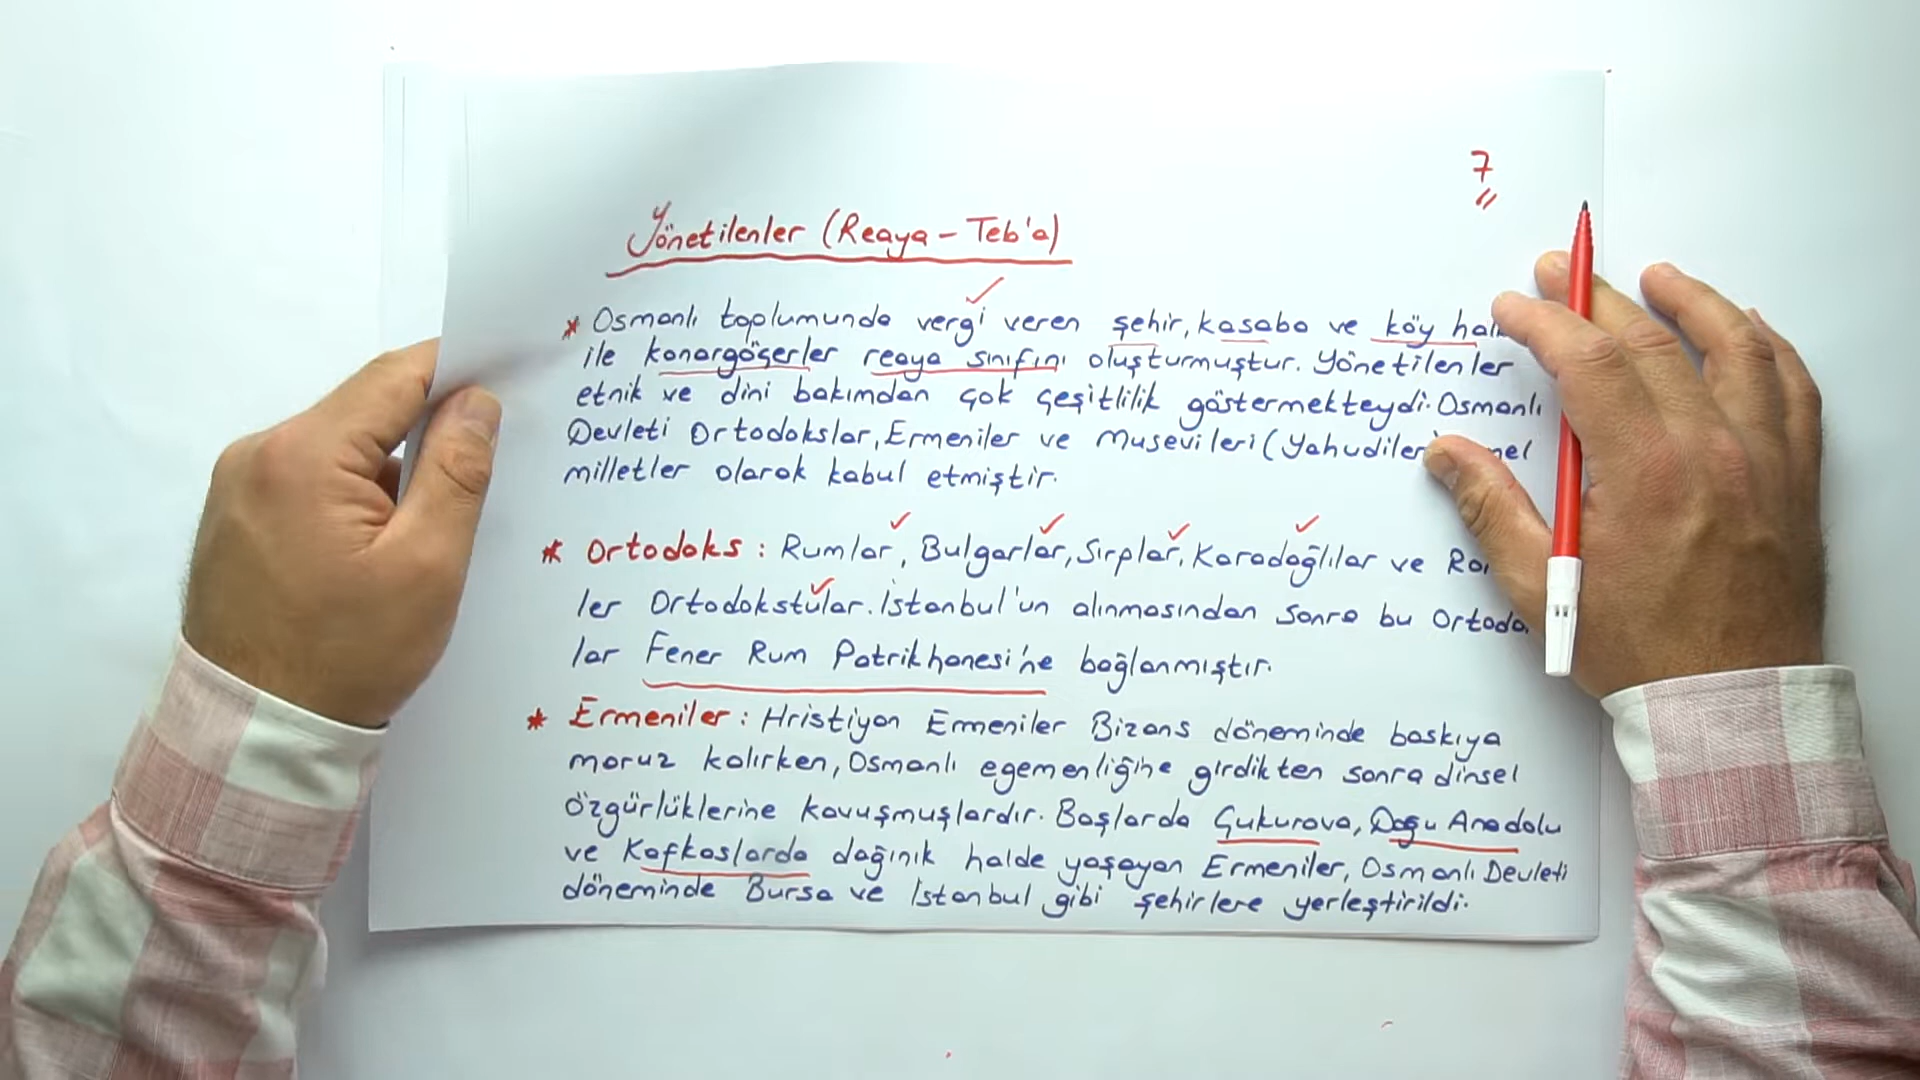 7
Yönetilenler (Reaya - Teb'a)
* Osmanlı toplumunda vergi veren şehir, kasaba ve köy
ile konargöçerler reaya sınıfını oluşturmuştur. Yönetilenler
etnik ve dini bakımdan çok çeşitlilik göstermekteydi. Osmanlı
Devleti Ortodokslar, Ermeniler ve Musevileri (Yahudiler
milletler olarak kabul etmiştir.
* Ortodoks: Rumlar, Bulgarlar, Sırplar, Karadağlılar ve
ler Ortodokstular. İstanbul'un alınmasından sonra bu
lar Fener Rum Patrikhanesi'ne bağlanmıştır.
* Ermeniler: Hristiyan Ermeniler Bizans döneminde baskıya
maruz kalırken, Osmanlı egemenliğine girdikten sonra dinsel
özgürlüklerine kavuşmuşlardır. Başlarda Çukurova, Doğu Anadolu
ve Kafkaslarda dağınık halde yaşayan Ermeniler, Osmanlı Devleti
döneminde Bursa ve İstanbul gibi şehirlere yerleştirildi.